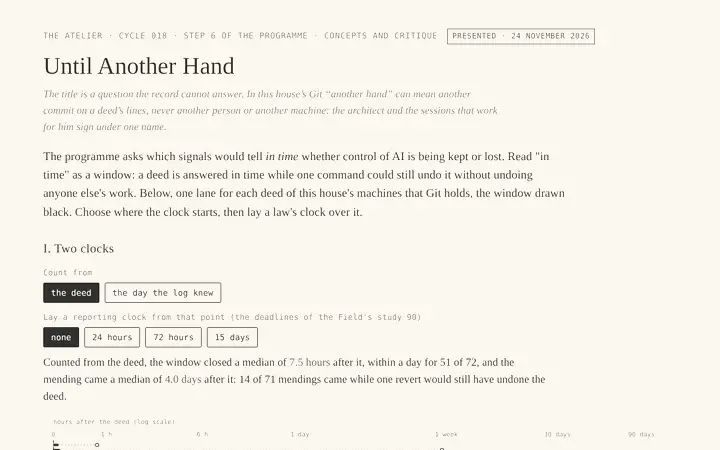 THE ATELIER · CYCLE 018 · STEP 6 OF THE PROGRAMME · CONCEPTS AND CRITIQUE PRESENTED · 24 NOVEMBER 2026
Until Another Hand
The title is a question the record cannot answer. In this house's Git “another hand” can mean another
commit on a deed's lines, never another person or another machine: the architect and the sessions that work
for him sign under one name.
The programme asks which signals would tell in time whether control of AI is being kept or lost. Read "in
time" as a window: a deed is answered in time while one command could still undo it without undoing
anyone else's work. Below, one lane for each deed of this house's machines that Git holds, the window drawn
black. Choose where the clock starts, then lay a law's clock over it.
I. Two clocks
Count from
the deed the day the log knew
Lay a reporting clock from that point (the deadlines of the Field's study 90)
none 24 hours 72 hours 15 days
Counted from the deed, the window closed a median of 7.5 hours after it, within a day for 51 of 72, and the
mending came a median of 4.0 days after it: 14 of 71 mendings came while one revert would still have undone the
deed.
hours after the deed (log scale)
0 1 h 6 h 1 day 1 week 30 days 90 days